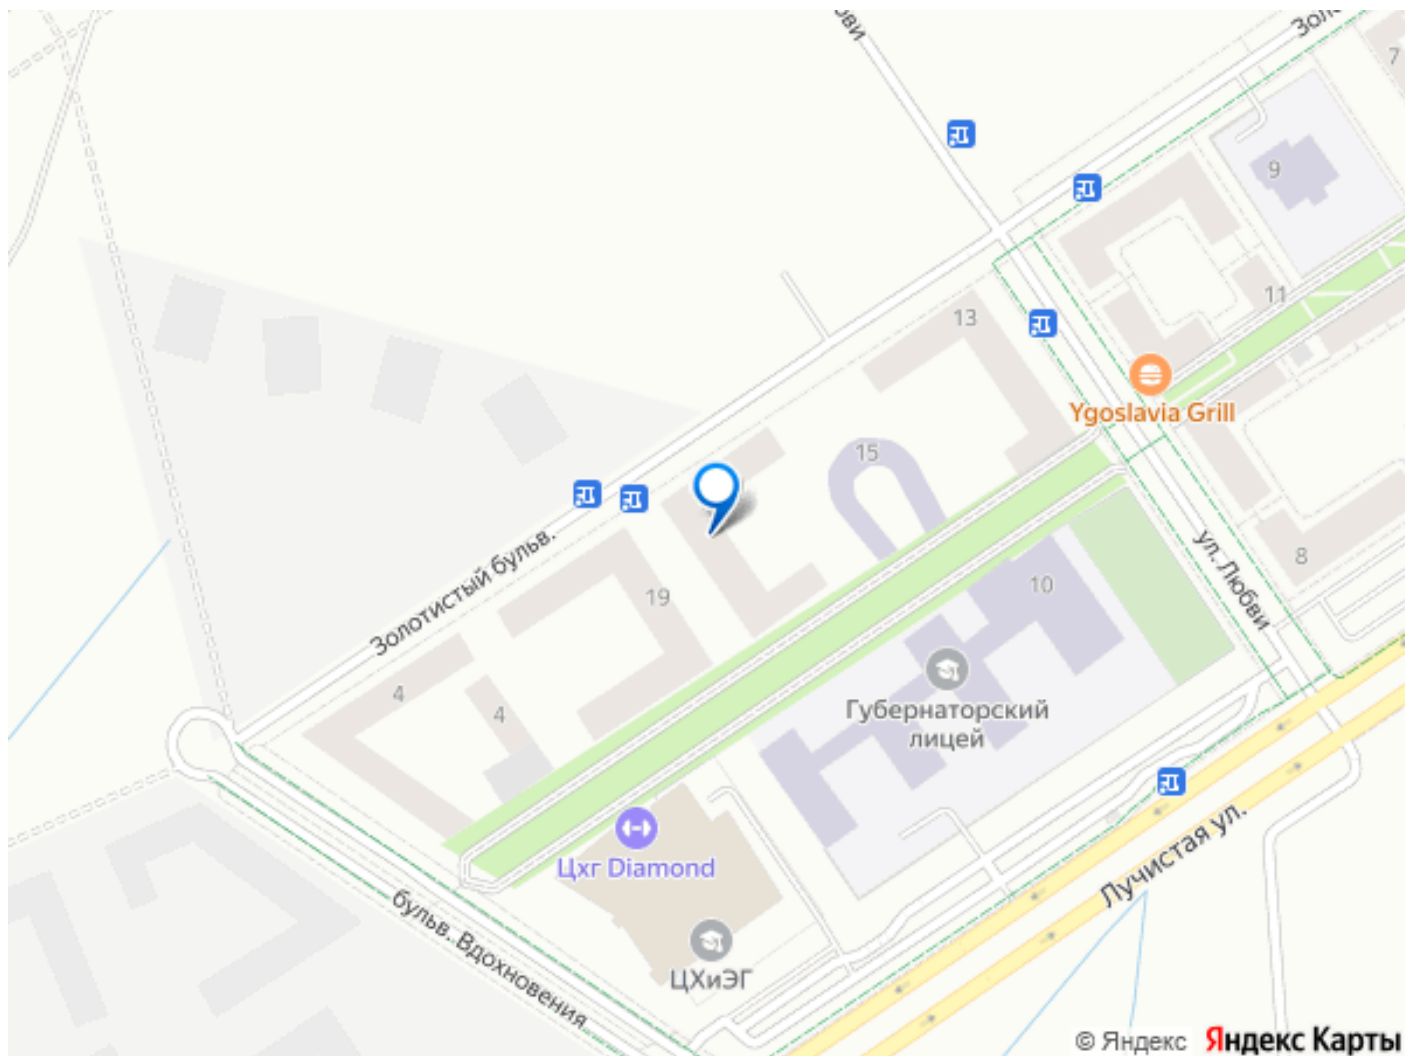 Золотистый бульв.
7
9
11
13
Ygoslavia Grill
15
ул. Любви
8
10
19
4
4
Губернаторский
лицей
Цхг Diamond
ЦХиЭГ
бульв. Вдохновения
Лучистая ул.
© Яндекс Яндекс Карты